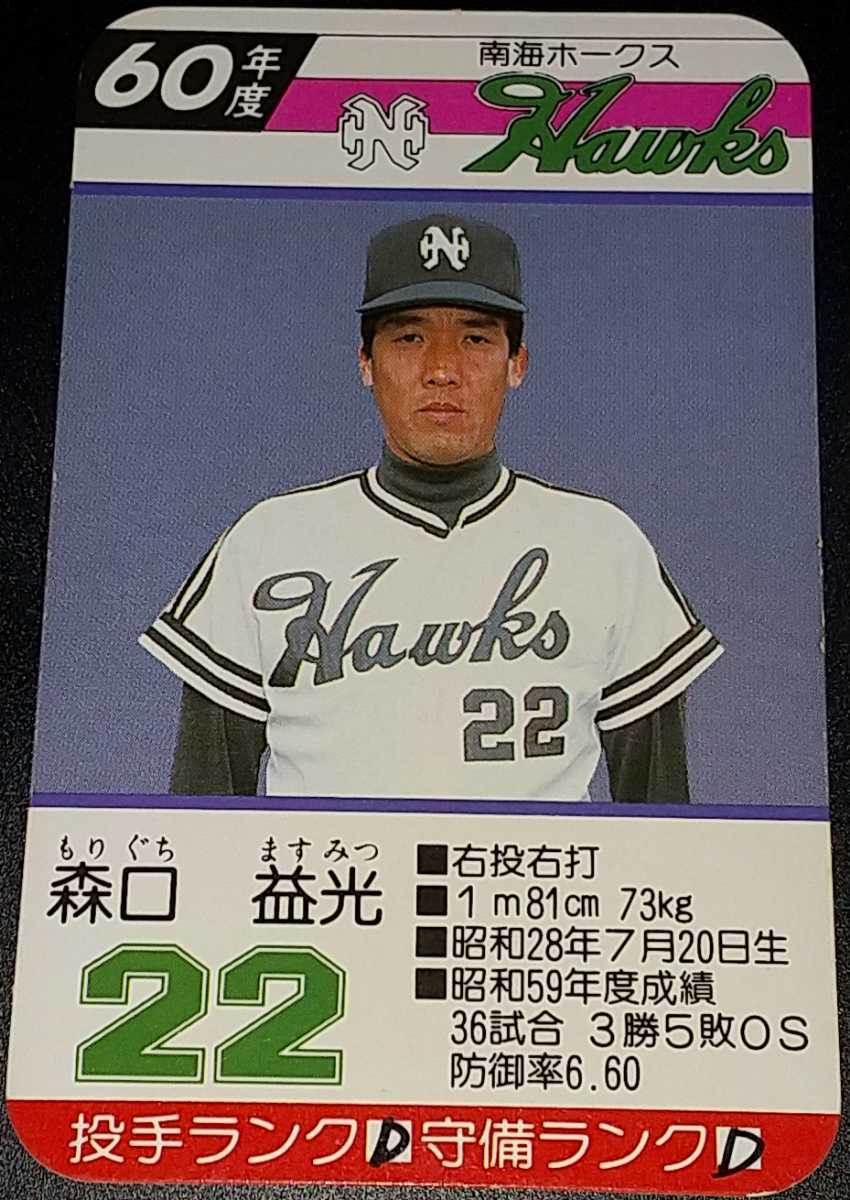 60年度
南海ホークス
NH
Hawks
NH
Hawks
22
もりぐち ますみつ
森口 益光
22
■右投右打
■1m81cm 73kg
■昭和28年7月20日生
■昭和59年度成績
36試合 3勝5敗0S
防御率6.60
投手ランクD 守備ランクD